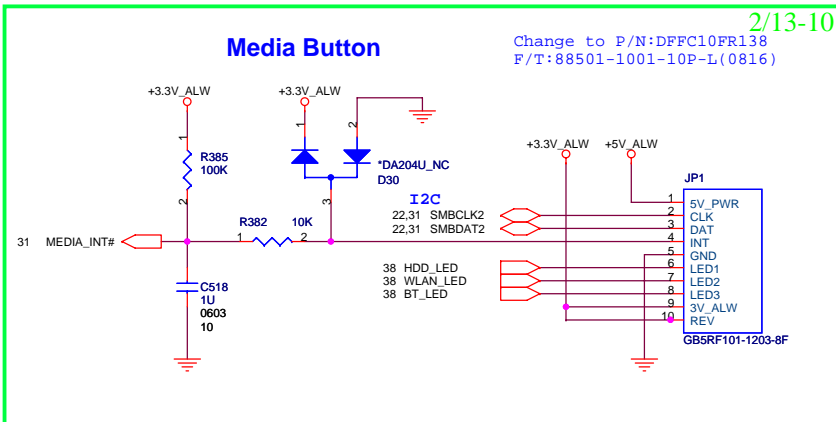 2/13-10
Media Button
Change to P/N:DFFC10FR138
F/T:88501-1001-10P-L(0816)
+3.3V_ALW
+3.3V_ALW
1
2
1
R385
100K
2
*DA204U_NC
D30
3
+3.3V_ALW
+5V_ALW
JP1
I2C
22,31 SMBCLK2
22,31 SMBDAT2
R382
10K
1
2
31 MEDIA_INT#
1 5V_PWR
2 CLK
3 DAT
4 INT
5 GND
6 LED1
7 LED2
8 LED3
9 3V_ALW
10 REV
38 HDD_LED
38 WLAN_LED
38 BT_LED
C518
1U
0603
10
GB5RF101-1203-8F